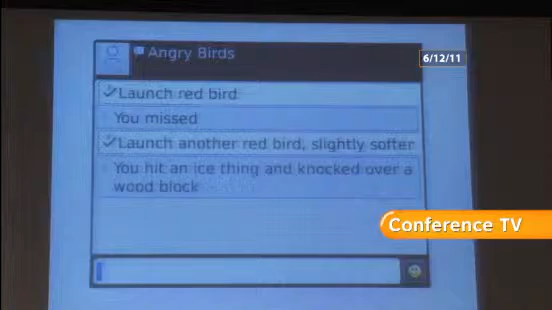 Angry Birds
6/12/11
Launch red bird
You missed
Launch another red bird, slightly softer
You hit an ice thing and knocked over a
wood block
Conference TV